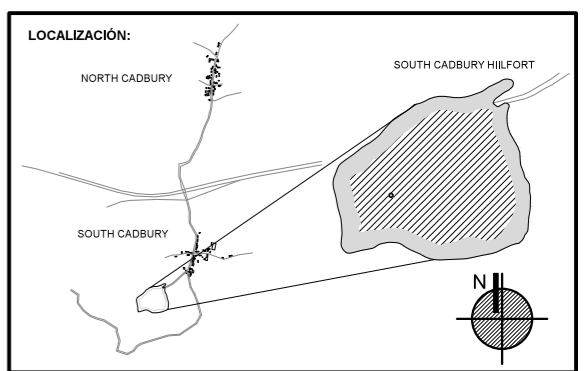 LOCALIZACIÓN:
NORTH CADBURY
SOUTH CADBURY HIILFORT
SOUTH CADBURY
N